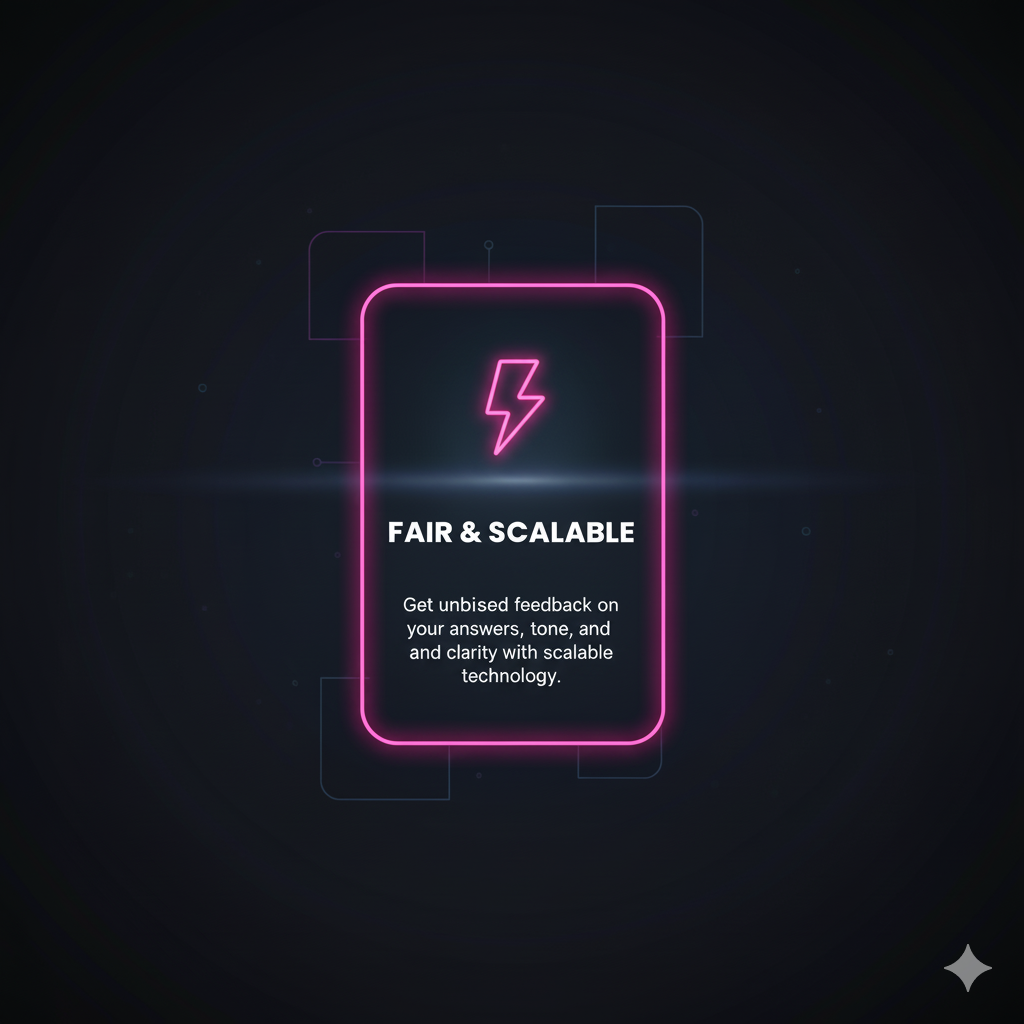 FAIR & SCALABLE
Get unbised feedback on
your answers, tone, and
and clarity with scalable
technology.